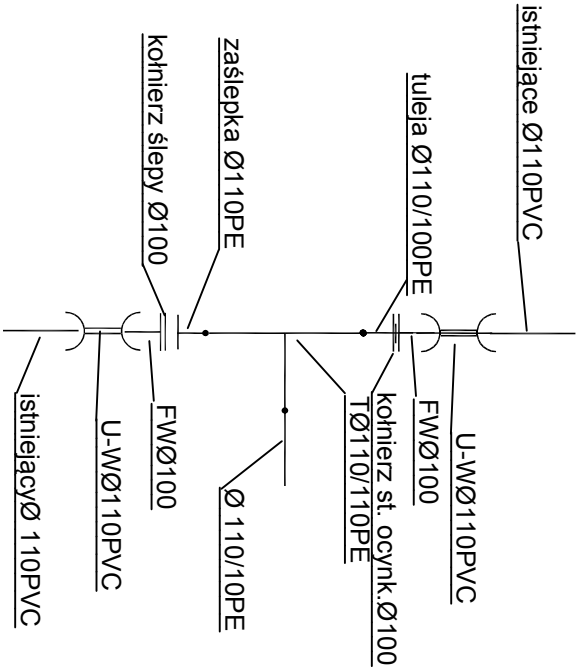 istniejące Ø110PVC
tuleja Ø110/100PE
zaślepka Ø110PE
kołnierz ślepy Ø100
U-WØ110PVC
FWØ100
kołnierz st. ocynk.Ø100
TØ110/110PE
Ø 110/10PE
FWØ100
U-WØ110PVC
istniejącyØ 110PVC